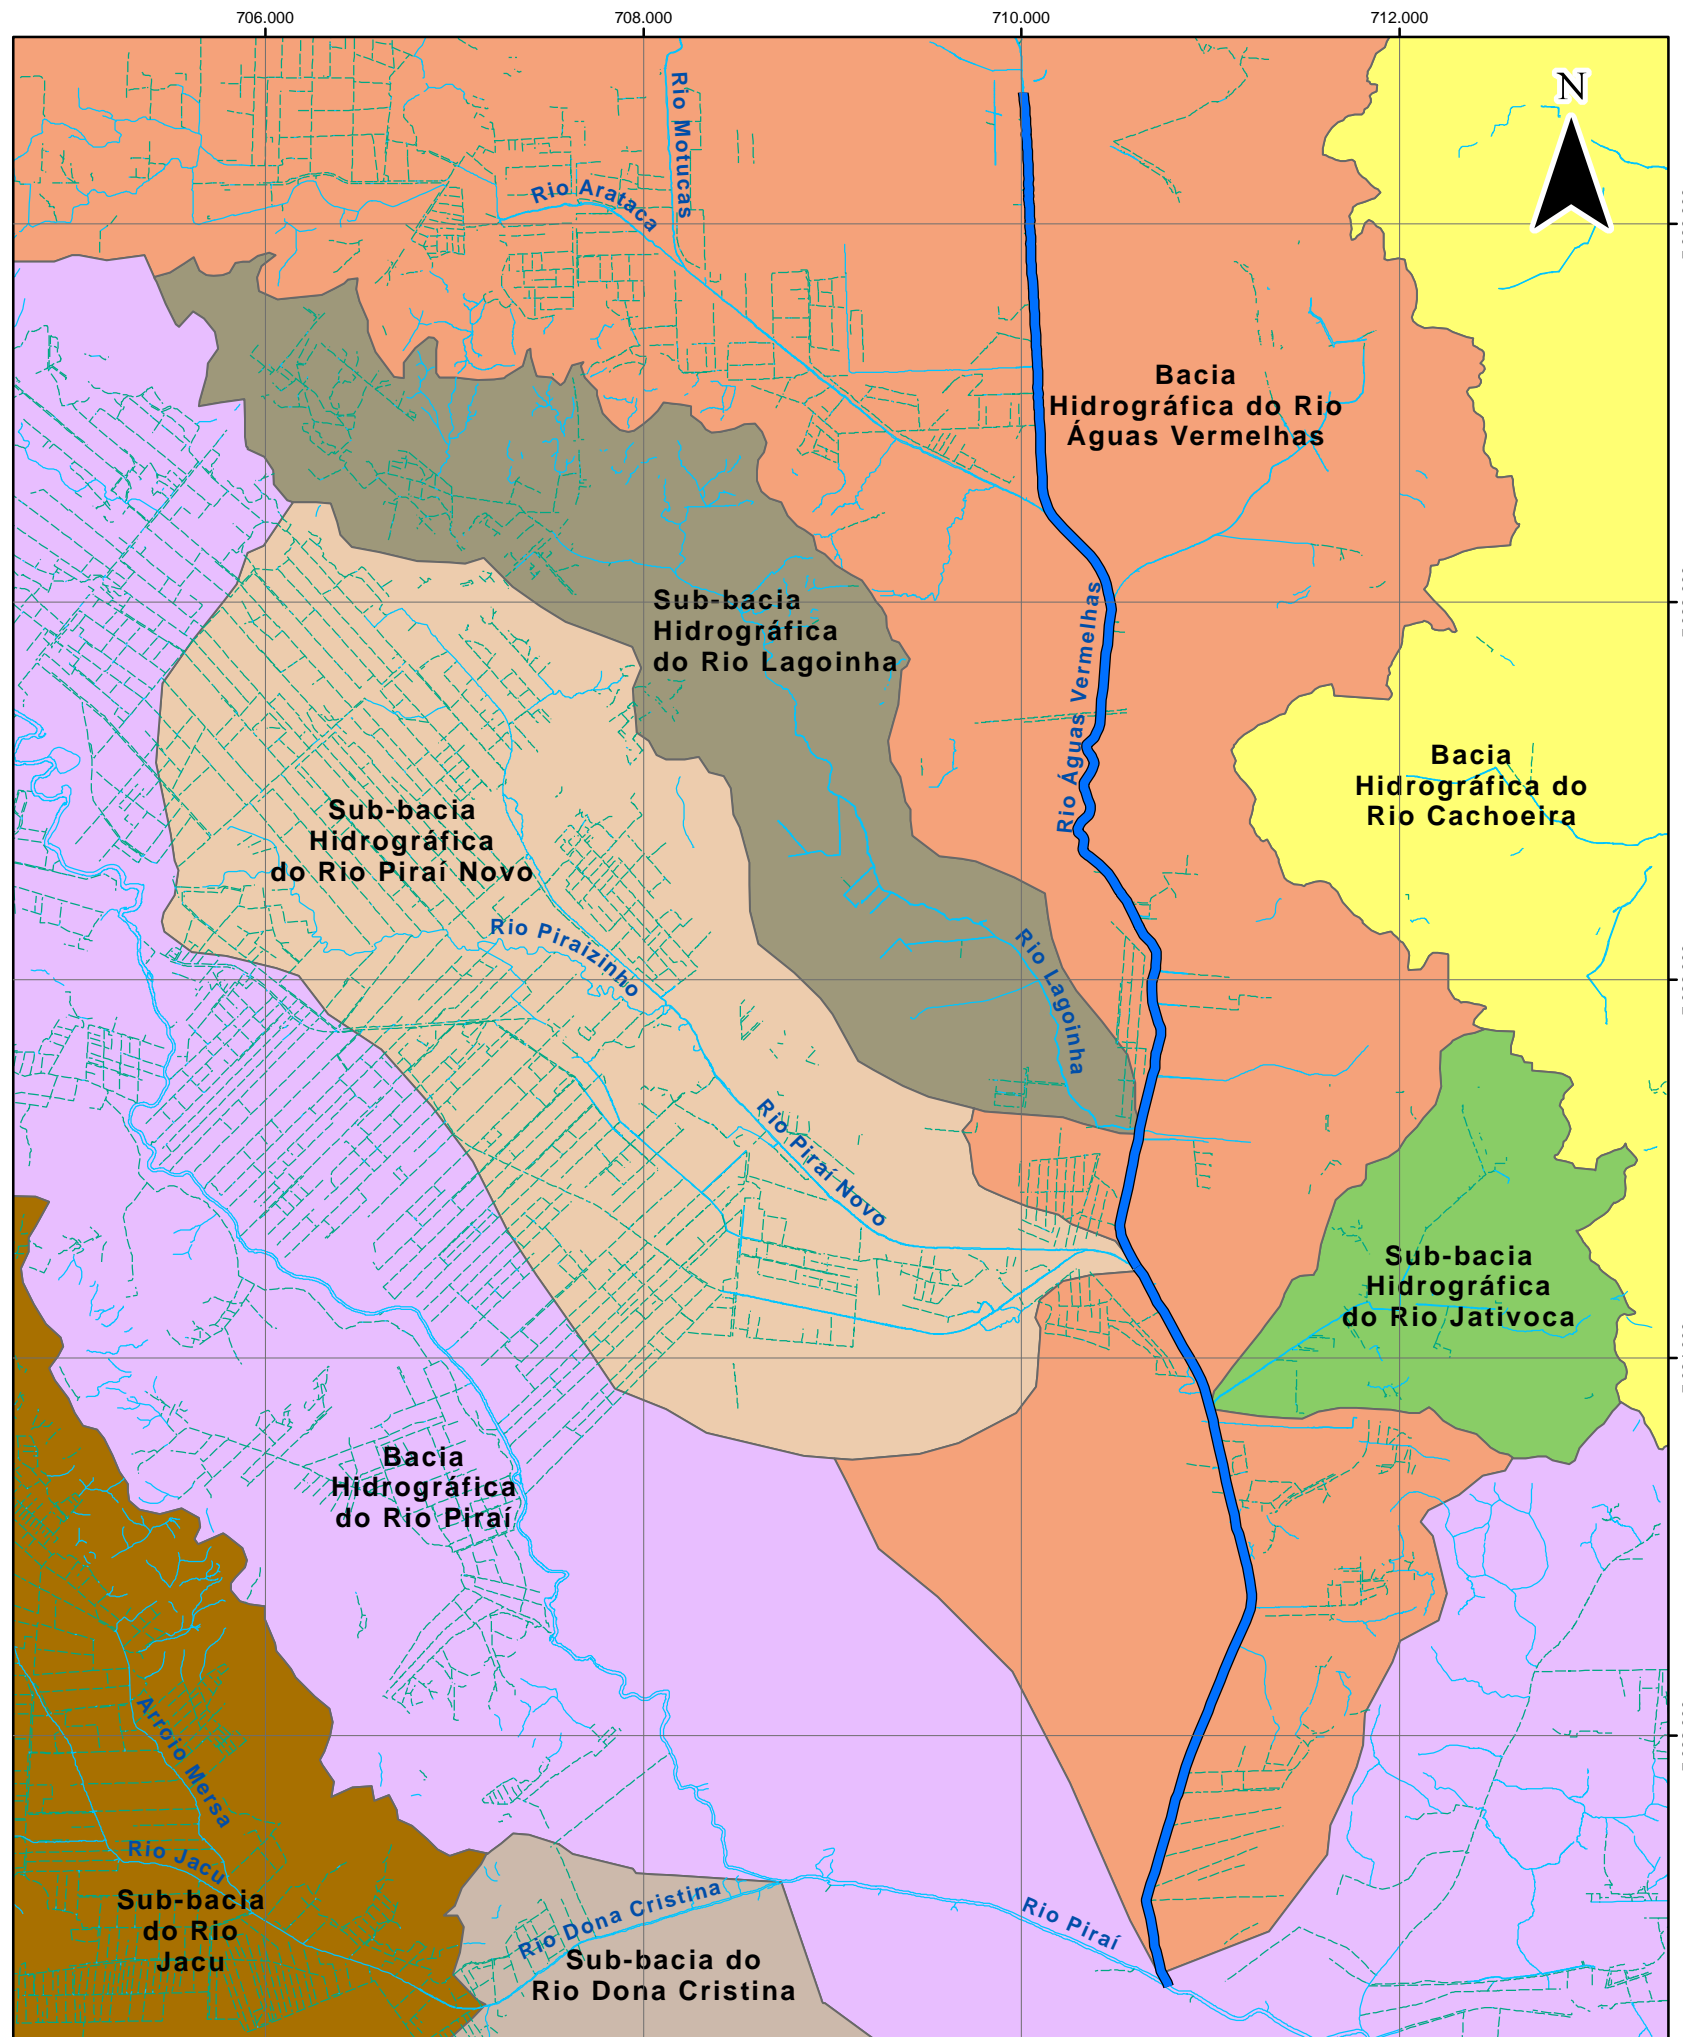 706.000
708.000
710.000
712.000
N
Rio Motucas
Rio Arataca
Bacia
Hidrográfica do Rio
Águas Vermelhas
Sub-bacia
Hidrográfica
do Rio Lagoinha
Rio Águas Vermelhas
Bacia
Hidrográfica do
Rio Cachoeira
Sub-bacia
Hidrográfica
do Rio Piraí Novo
Rio Piraizinho
Rio Lagoinha
Rio Piraí Novo
Sub-bacia
Hidrográfica
do Rio Jativoca
Bacia
Hidrográfica
do Rio Piraí
Arroio Mersa
Rio Jacu
Sub-bacia
do Rio
Jacu
Rio Dona Cristina
Sub-bacia do
Rio Dona Cristina
Rio Piraí